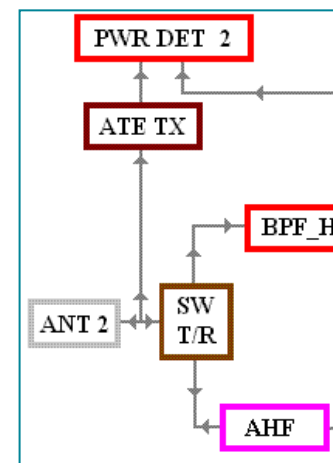 PWR DET 2
ATE TX
BPF_H
ANT 2
SW
T/R
AHF